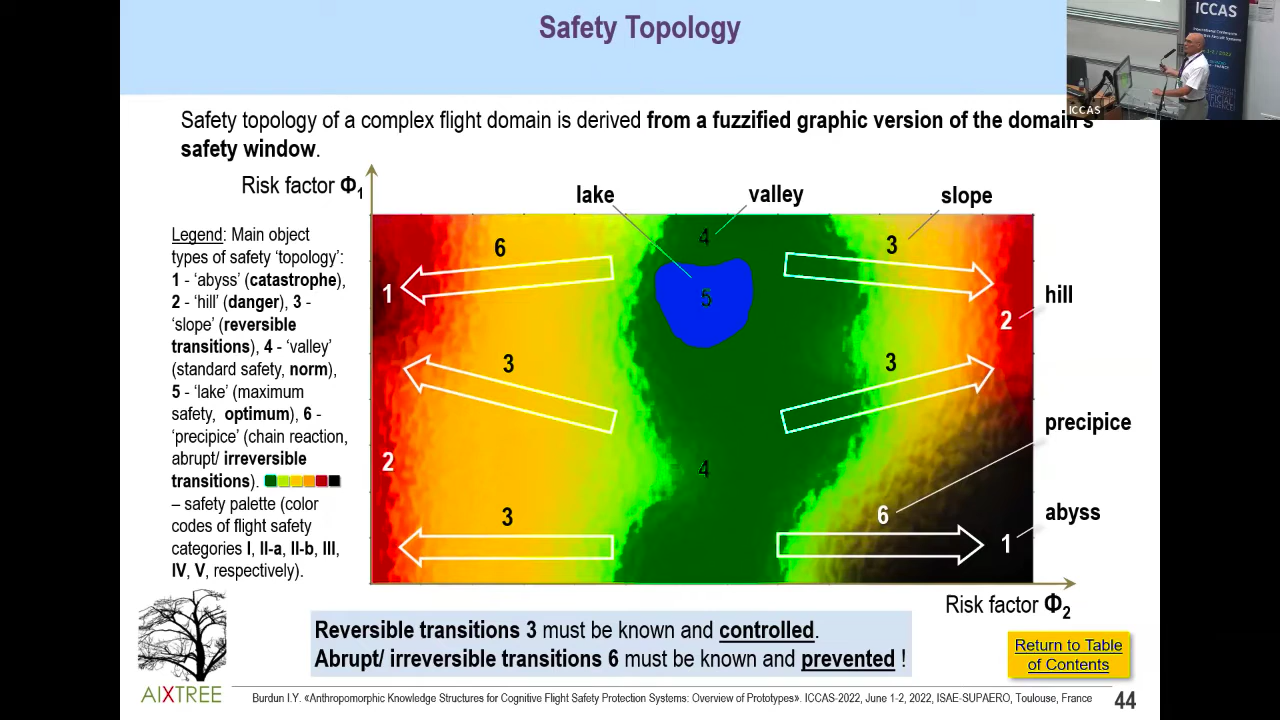 Safety Topology
ICCAS
ICCAS
Safety topology of a complex flight domain is derived from a fuzzified graphic version of the domain's
safety window.
Risk factor Φ1
lake
valley
slope
Legend: Main object
types of safety 'topology':
1 - 'abyss' (catastrophe),
2 - 'hill' (danger), 3 -
'slope' (reversible
transitions), 4 - 'valley'
(standard safety, norm),
5 - 'lake' (maximum
safety, optimum), 6 -
'precipice' (chain reaction,
abrupt/ irreversible
transitions).
– safety palette (color
codes of flight safety
categories I, II-a, II-b, III,
IV, V, respectively).
6
4
3
1
5
hill
2
3
3
precipice
2
4
3
6
abyss
1
Risk factor Φ2
Reversible transitions 3 must be known and controlled.
Abrupt/ irreversible transitions 6 must be known and prevented !
Return to Table
of Contents
AIXTREE
Burdun I.Y. «Anthropomorphic Knowledge Structures for Cognitive Flight Safety Protection Systems: Overview of Prototypes». ICCAS-2022, June 1-2, 2022, ISAE-SUPAERO, Toulouse, France
44